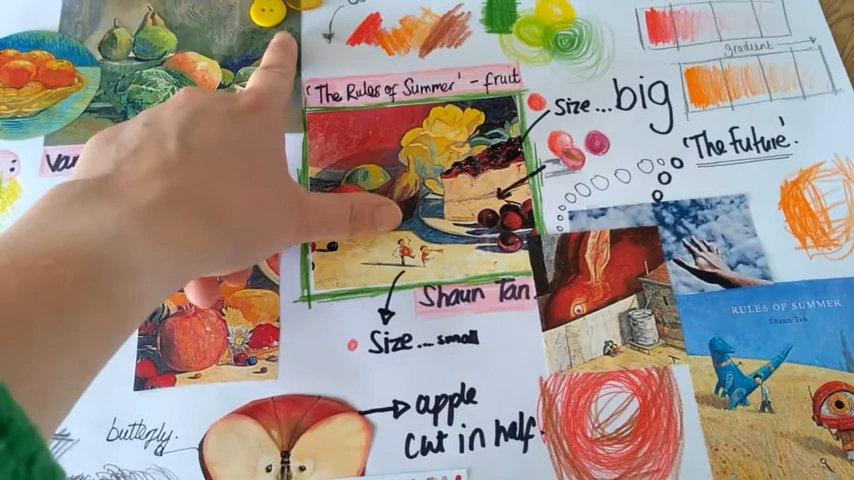 gradient
'The Rules of Summer' - fruit
Size...big
'The Future'.
Van
RULES OF SUMMER
Shaun Tan
Shaun Tan
Size...small
apple
cut in half.
butterfly.